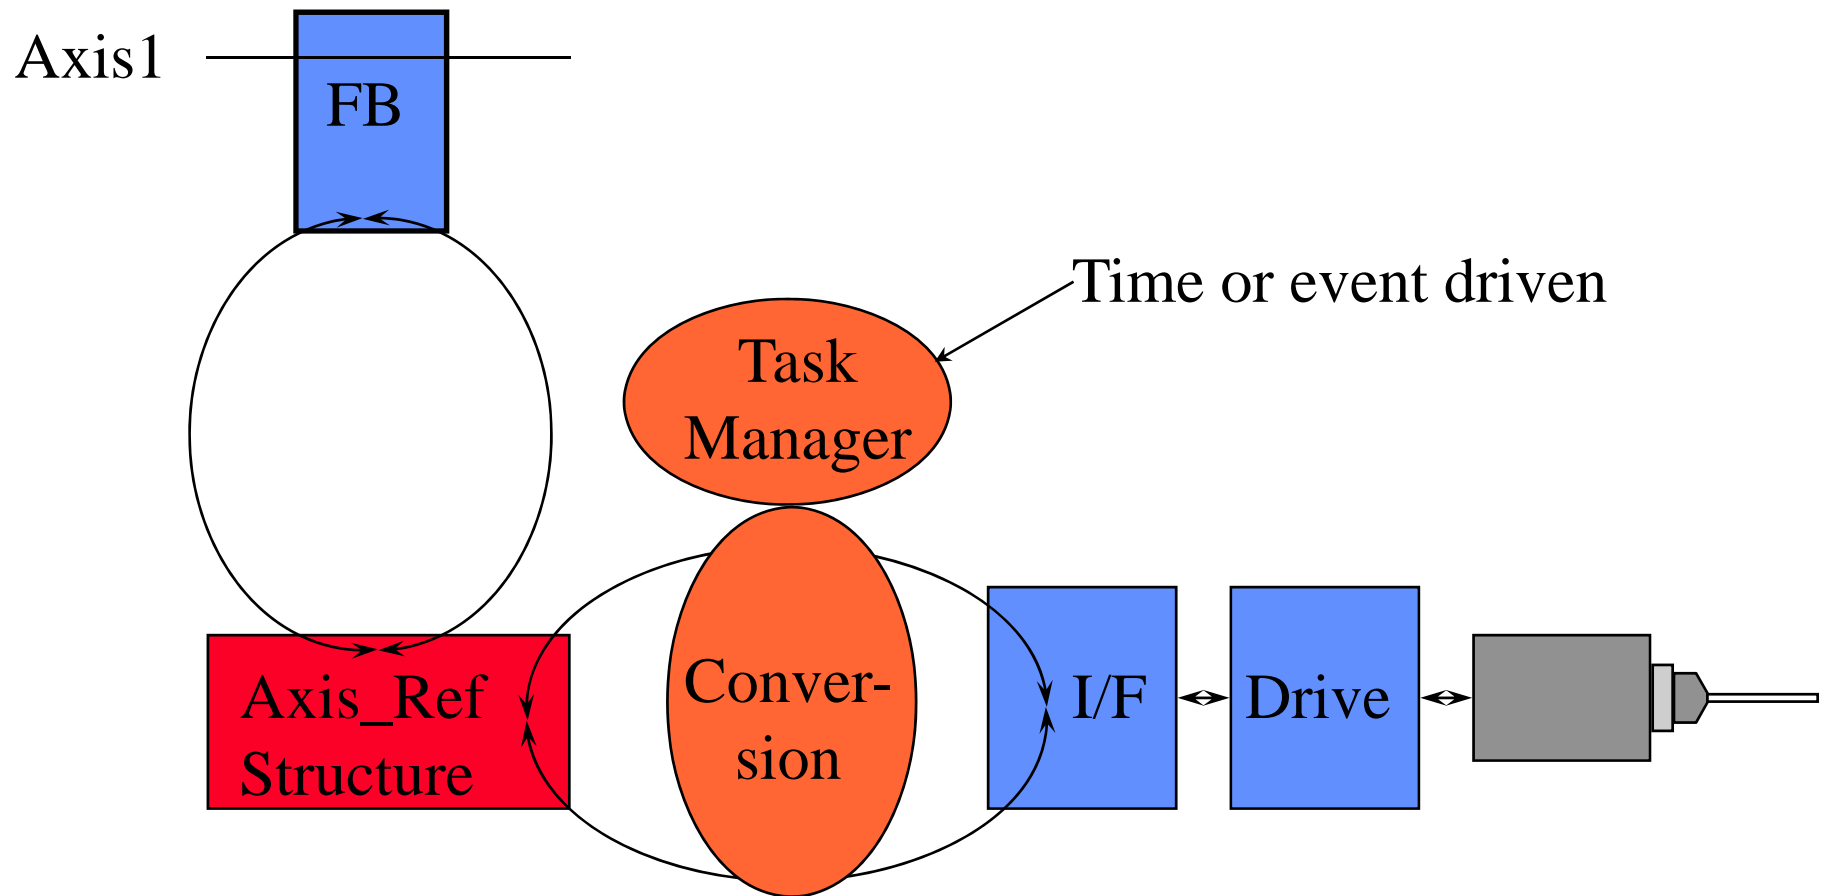 Axis1
FB
Time or event driven
Task
Manager
Axis_Ref
Structure
Conver-
sion
I/F
Drive